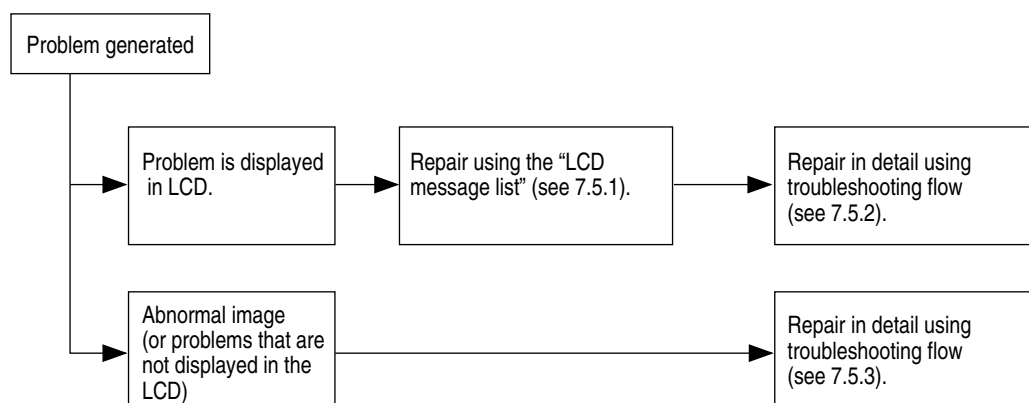 Problem generated
Problem is displayed
in LCD.
Repair using the “LCD
message list” (see 7.5.1).
Repair in detail using
troubleshooting flow
(see 7.5.2).
Abnormal image
(or problems that are
not displayed in the
LCD)
Repair in detail using
troubleshooting flow
(see 7.5.3).